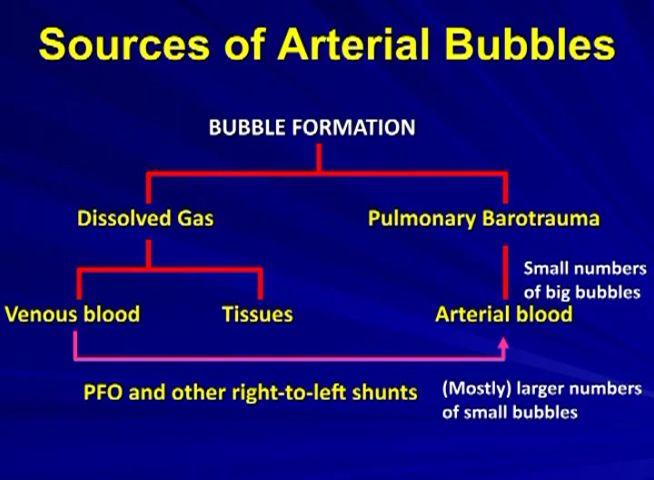 Sources of Arterial Bubbles
BUBBLE FORMATION
Dissolved Gas
Pulmonary Barotrauma
Small numbers
of big bubbles
Venous blood
Tissues
Arterial blood
PFO and other right-to-left shunts
(Mostly) larger numbers
of small bubbles